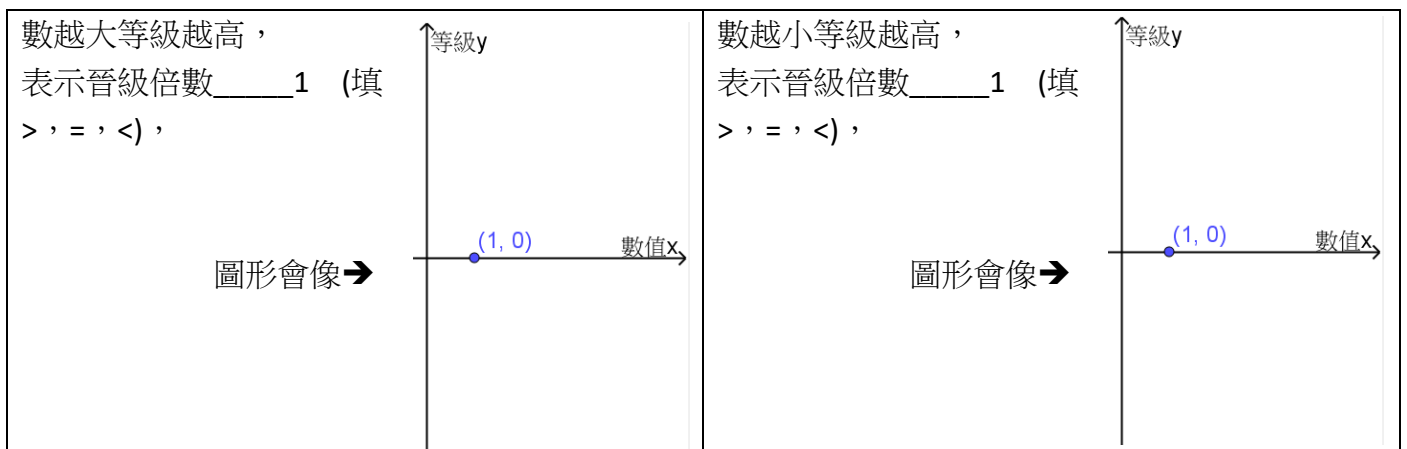 數越大等級越高，
表示晉級倍數_____1 (填
>，=，<)，
圖形會像➔
等級y
(1, 0)
數值x
數越小等級越高，
表示晉級倍數_____1 (填
>，=，<)，
圖形會像➔
等級y
(1, 0)
數值x